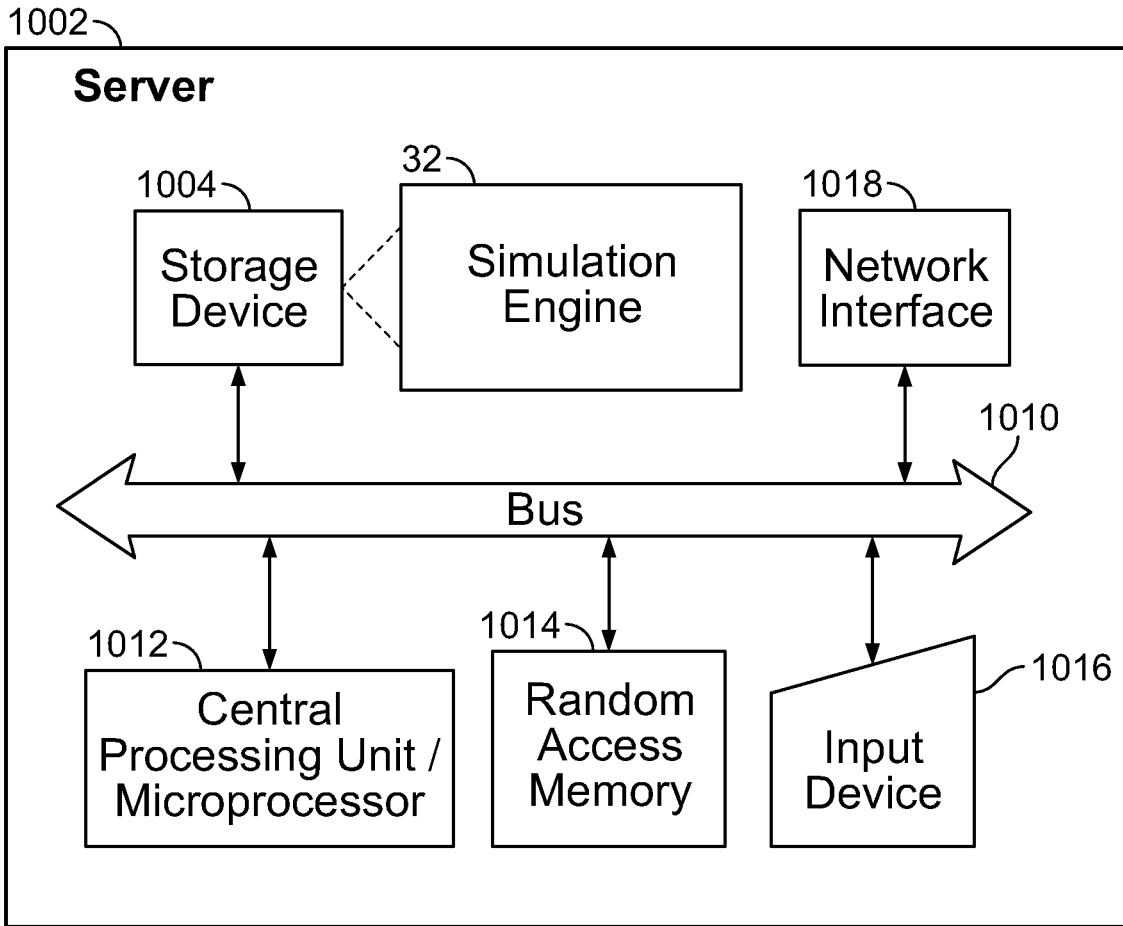 1002
Server
1004
32
1018
Storage
Device
Simulation
Engine
Network
Interface
1010
Bus
1012
1014
1016
Central
Processing Unit /
Microprocessor
Random
Access
Memory
Input
Device